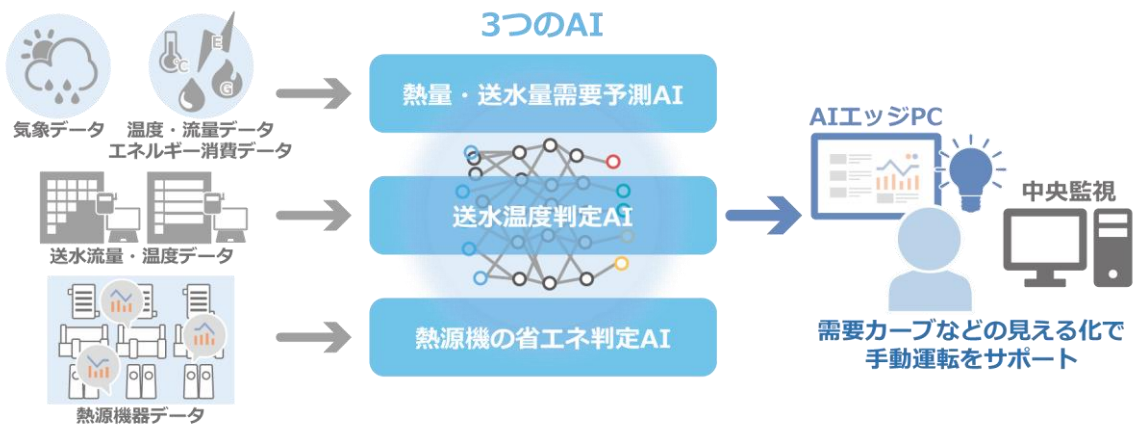 3つのAI
気象データ
C
E
G
温度・流量データ
エネルギー消費データ
熱量・送水量需要予測AI
送水流量・温度データ
送水温度判定AI
熱源機器データ
熱源機の省エネ判定AI
AIエッジPC
中央監視
需要カーブなどの見える化で
手動運転をサポート